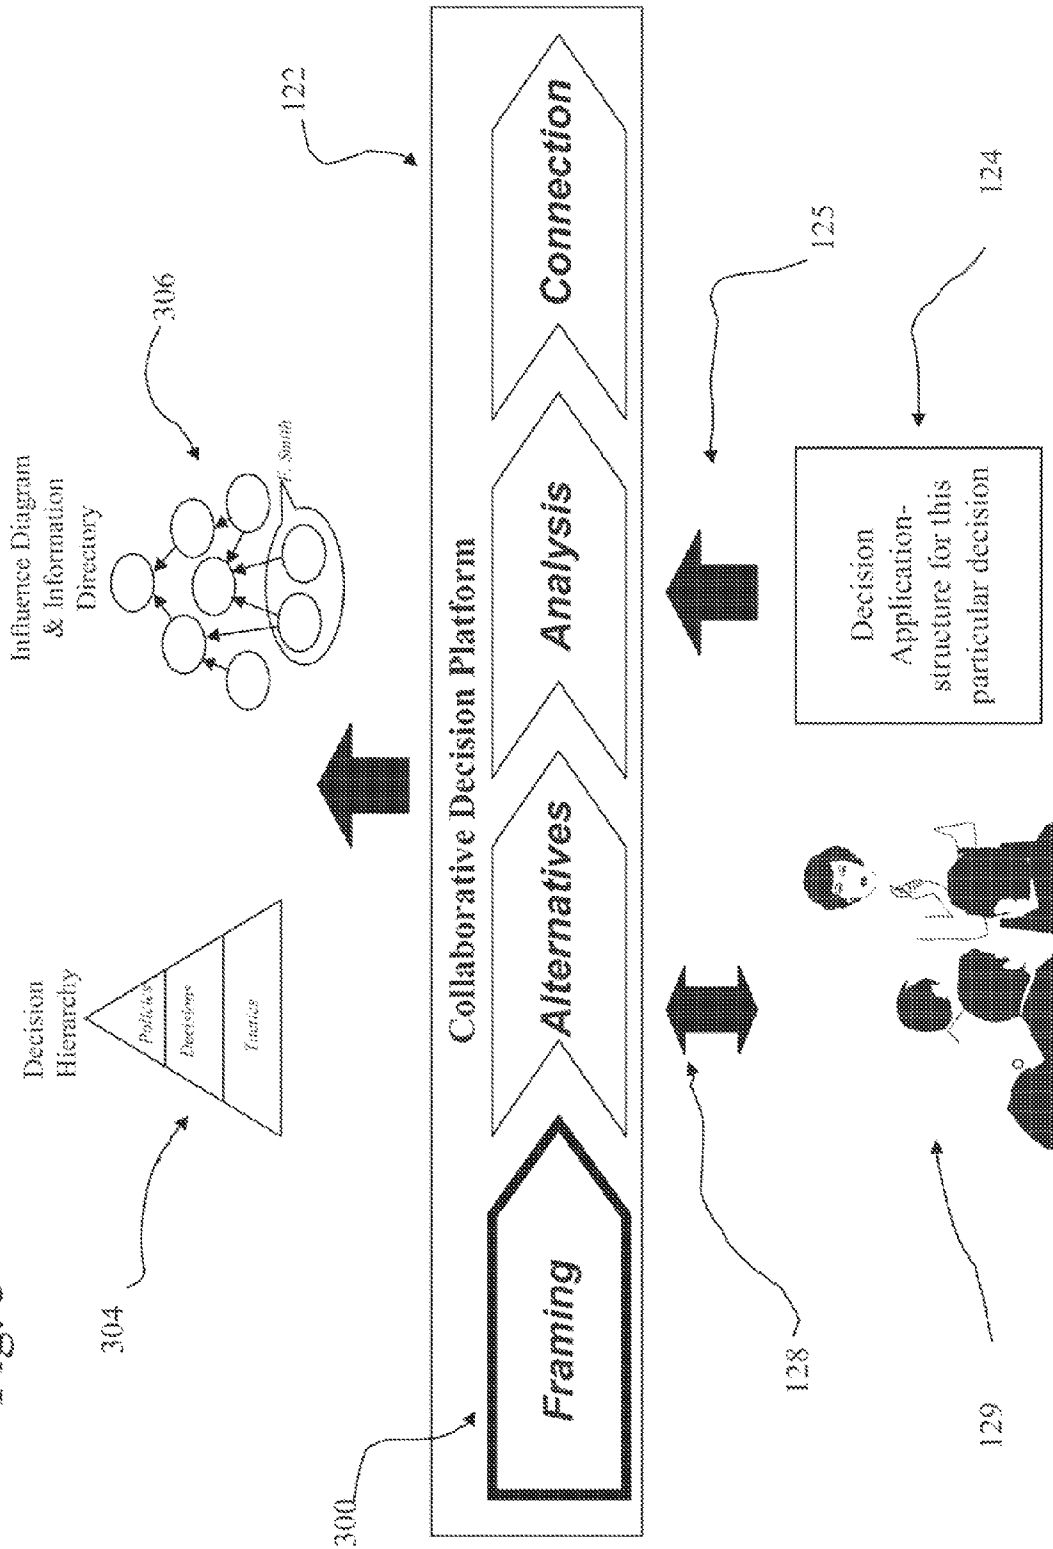 Decision
Hierarchy
Policies
Decisions
Tactics
304
Influence Diagram
& Information
Directory
Smith
306
122
Collaborative Decision Platform
Framing
Alternatives
Analysis
Connection
300
128
125
129
Decision
Application-
structure for this
particular decision
124